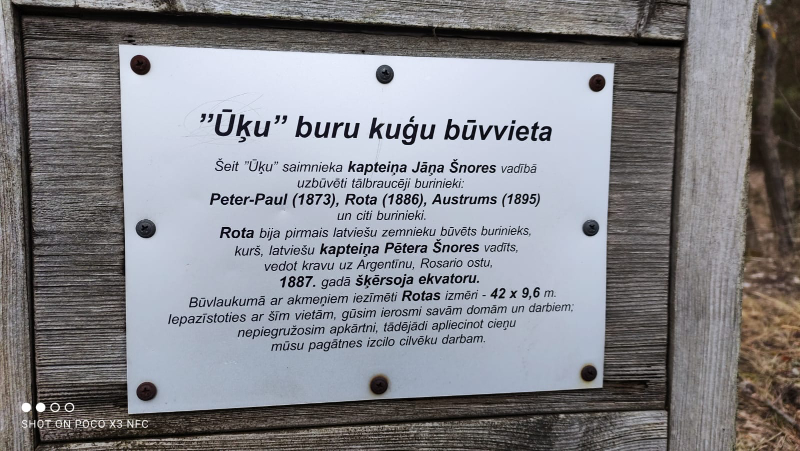 ”Ūķu” buru kuģu būvvieta
Šeit ”Ūķu” saimnieka kapteiņa Jāņa Šnores vadībā
uzbūvēti tālbraucēji burinieki:
Peter-Paul (1873), Rota (1886), Austrums (1895)
un citi burinieki.
Rota bija pirmais latviešu zemnieku būvēts burinieks,
kurš, latviešu kapteiņa Pētera Šnores vadīts,
vedot kravu uz Argentīnu, Rosario ostu,
1887. gadā šķērsoja ekvatoru.
Būvlaukumā ar akmeņiem iezīmēti Rotas izmēri - 42 x 9,6 m.
Iepazīstoties ar šīm vietām, gūsim ierosmi savām domām un darbiem;
nepiegružosim apkārtni, tādējādi apliecinot cieņu
mūsu pagātnes izcilo cilvēku darbam.
SHOT ON POCO X3 NFC